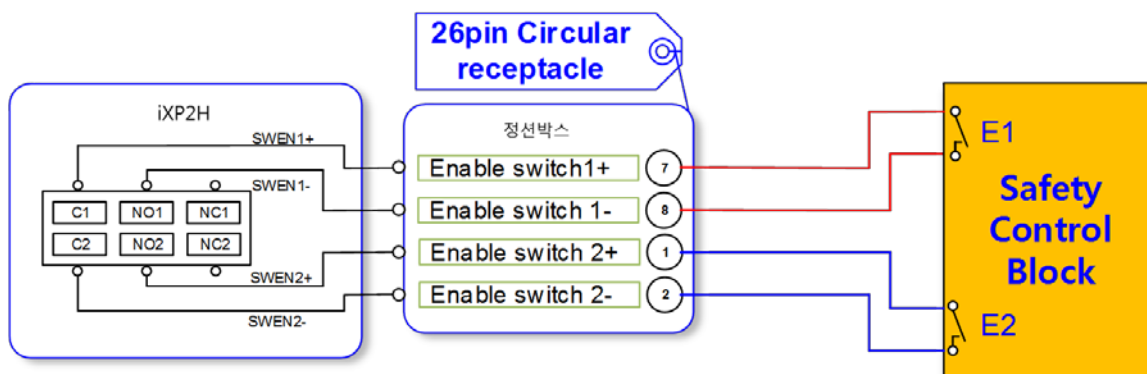 26pin Circular
receptacle
iXP2H
SWEN1+
SWEN1-
C1 NO1 NC1
C2 NO2 NC2
SWEN2+
SWEN2-
정션박스
Enable switch1+ 7
Enable switch 1- 8
Enable switch 2+ 1
Enable switch 2- 2
E1
Safety
Control
Block
E2